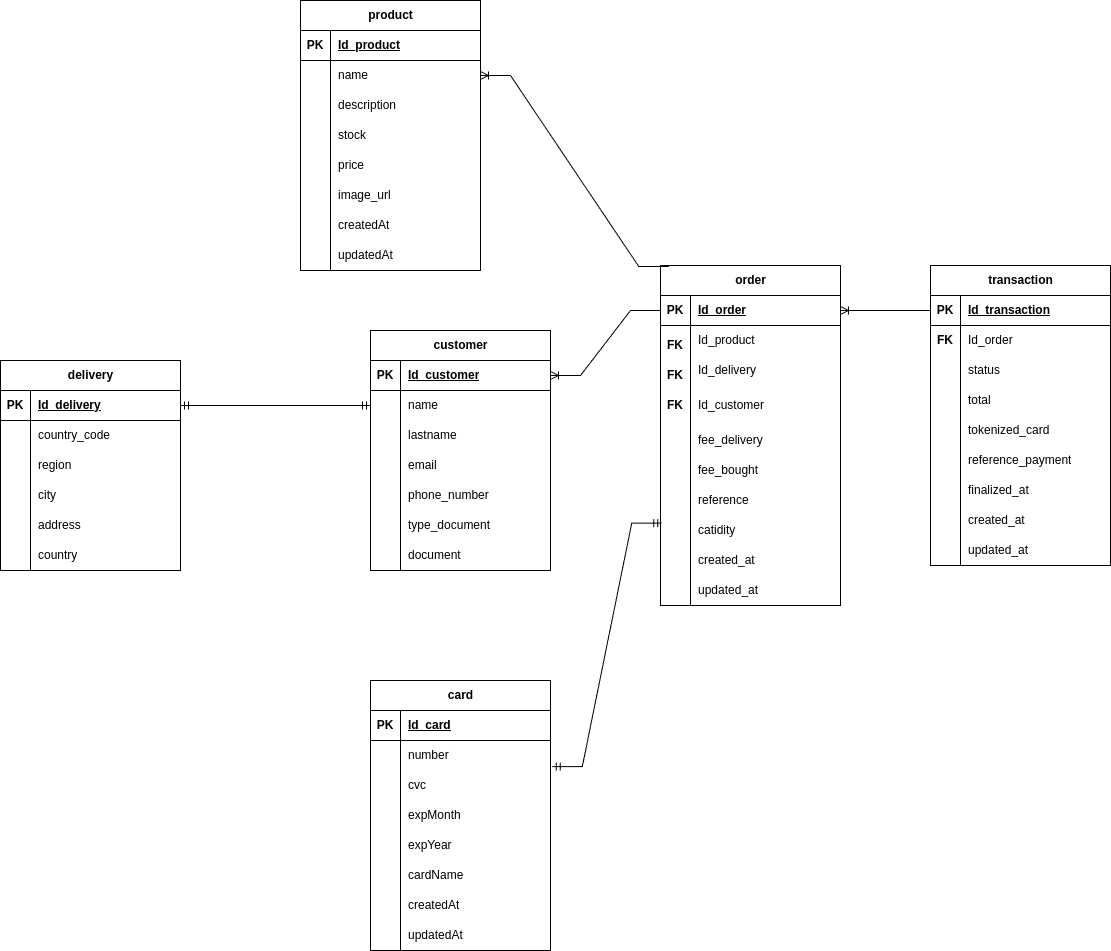 product
PK Id_product
name
description
stock
price
image_url
createdAt
updatedAt
order
PK Id_order
FK Id_product
FK Id_delivery
FK Id_customer
fee_delivery
fee_bought
reference
catidity
created_at
updated_at
transaction
PK Id_transaction
FK Id_order
status
total
tokenized_card
reference_payment
finalized_at
created_at
updated_at
customer
PK Id_customer
name
lastname
email
phone_number
type_document
document
delivery
PK Id_delivery
country_code
region
city
address
country
card
PK Id_card
number
cvc
expMonth
expYear
cardName
createdAt
updatedAt